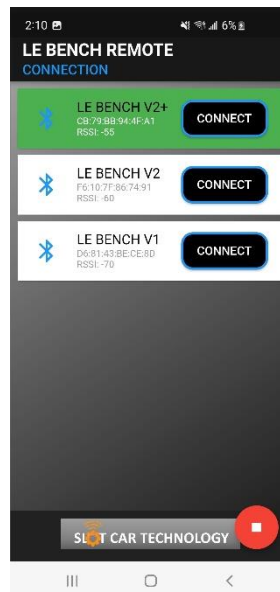 2:10 6%
LE BENCH REMOTE
CONNECTION
LE BENCH V2+
CB:79:BB:94:4F:A1
RSSI: -55
CONNECT
LE BENCH V2
F6:10:7F:86:74:91
RSSI: -60
CONNECT
LE BENCH V1
D6:81:43:BE:CE:8D
RSSI: -70
CONNECT
SLOT CAR TECHNOLOGY